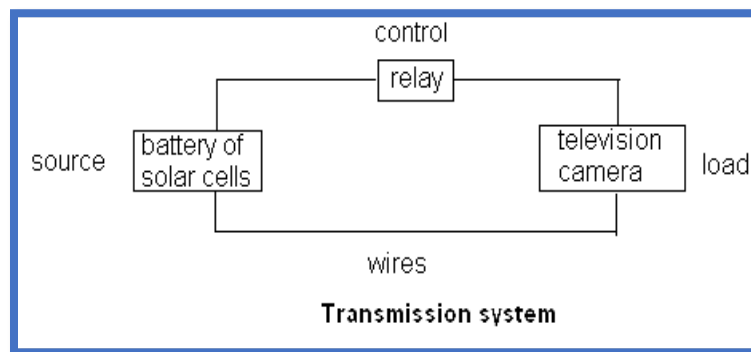 control
relay
source
battery of
solar cells
television
camera
load
wires
Transmission system